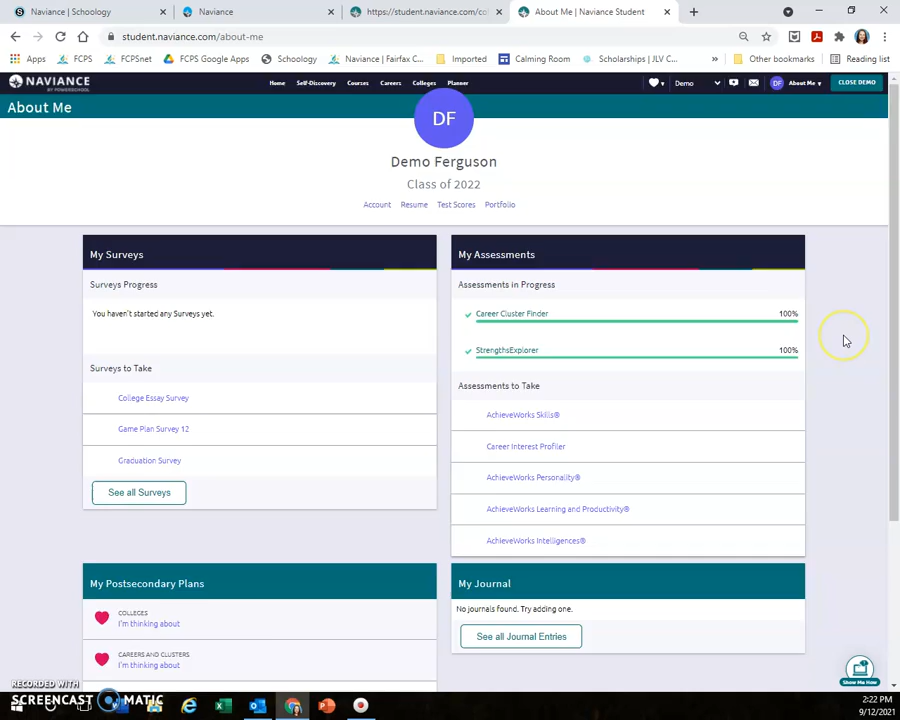 Naviance | Schoology
Naviance
https://student.naviance.com/col
About Me | Naviance Student
student.naviance.com/about-me
Apps
FCPS
FCPSnet
FCPS Google Apps
Schoology
Naviance | Fairfax C...
Imported
Calming Room
Scholarships | JLV C...
»
Other bookmarks
Reading list
NAVIANCE
BY POWERSCHOOL
Home
Self-Discovery
Courses
Careers
Colleges
Planner
Demo
DF
About Me
CLOSE DEMO
About Me
DF
Demo Ferguson
Class of 2022
Account Resume Test Scores Portfolio
My Surveys
Surveys Progress
You haven't started any Surveys yet.
Surveys to Take
College Essay Survey
Game Plan Survey 12
Graduation Survey
See all Surveys
My Assessments
Assessments in Progress
Career Cluster Finder 100%
StrengthsExplorer 100%
Assessments to Take
AchieveWorks Skills®
Career Interest Profiler
AchieveWorks Personality®
AchieveWorks Learning and Productivity®
AchieveWorks Intelligences®
My Postsecondary Plans
COLLEGES
I'm thinking about
CAREERS AND CLUSTERS
I'm thinking about
My Journal
No journals found. Try adding one.
See all Journal Entries
Show Me How
RECORDED WITH
SCREENCAST MATIC
2:22 PM
9/12/2021